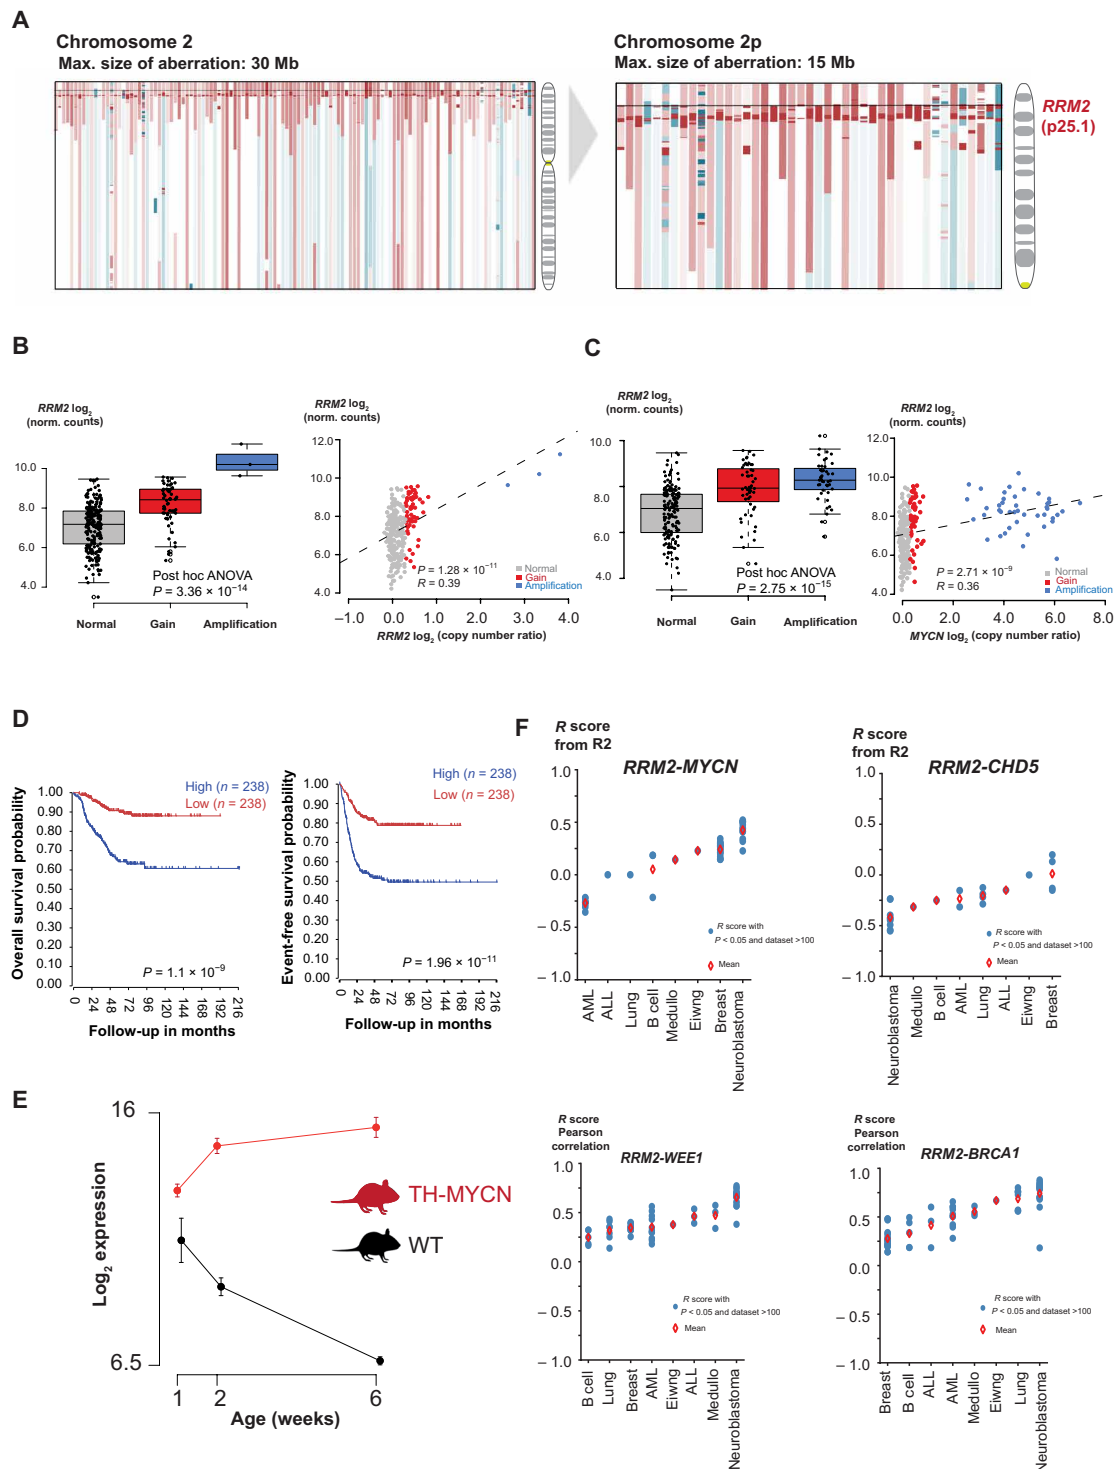 A
Chromosome 2
Max. size of aberration: 30 Mb
Chromosome 2p
Max. size of aberration: 15 Mb
RRM2
(p25.1)
B
RRM2 log2
(norm. counts)
10.0
8.0
6.0
4.0
Post hoc ANOVA
P = 3.36 × 10−14
Normal
Gain
Amplification
RRM2 log2
(norm. counts)
12.0
10.0
8.0
6.0
4.0
P = 1.28 × 10−11
R = 0.39
Normal
Gain
Amplification
−1.0
0.0
1.0
2.0
3.0
4.0
RRM2 log2 (copy number ratio)
C
RRM2 log2
(norm. counts)
10.0
8.0
6.0
4.0
Post hoc ANOVA
P = 2.75 × 10−15
Normal
Gain
Amplification
RRM2 log2
(norm. counts)
12.0
10.0
8.0
6.0
4.0
P = 2.71 × 10−9
R = 0.36
Normal
Gain
Amplification
0.0
2.0
4.0
6.0
8.0
MYCN log2 (copy number ratio)
D
High (n = 238)
Low (n = 238)
Overall survival probability
1.00
0.90
0.80
0.70
0.60
0.50
0.40
0.30
0.20
0.10
0.00
P = 1.1 × 10−9
0
24
48
72
96
120
144
168
192
216
Follow-up in months
High (n = 238)
Low (n = 238)
Event-free survival probability
1.00
0.90
0.80
0.70
0.60
0.50
0.40
0.30
0.20
0.10
0.00
P = 1.96 × 10−11
0
24
48
72
96
120
144
168
192
216
Follow-up in months
E
Log2 expression
16
6.5
TH-MYCN
WT
1
2
6
Age (weeks)
F
R score
from R2
RRM2-MYCN
1.0
0.5
0.0
– 0.5
– 1.0
R score with
P < 0.05 and dataset >100
Mean
AML
ALL
Lung
B cell
Medullo
Eiwng
Breast
Neuroblastoma
R score
from R2
RRM2-CHD5
1.0
0.5
0.0
– 0.5
– 1.0
R score with
P < 0.05 and dataset >100
Mean
Neuroblastoma
Medullo
B cell
AML
Lung
ALL
Eiwng
Breast
R score
Pearson
correlation
RRM2-WEE1
1.0
0.5
0.0
– 0.5
– 1.0
R score with
P < 0.05 and dataset >100
Mean
B cell
Lung
Breast
AML
Eiwng
ALL
Medullo
Neuroblastoma
R score
Pearson
correlation
RRM2-BRCA1
1.0
0.5
0.0
– 0.5
– 1.0
R score with
P < 0.05 and dataset >100
Mean
Breast
B cell
ALL
AML
Medullo
Eiwng
Lung
Neuroblastoma